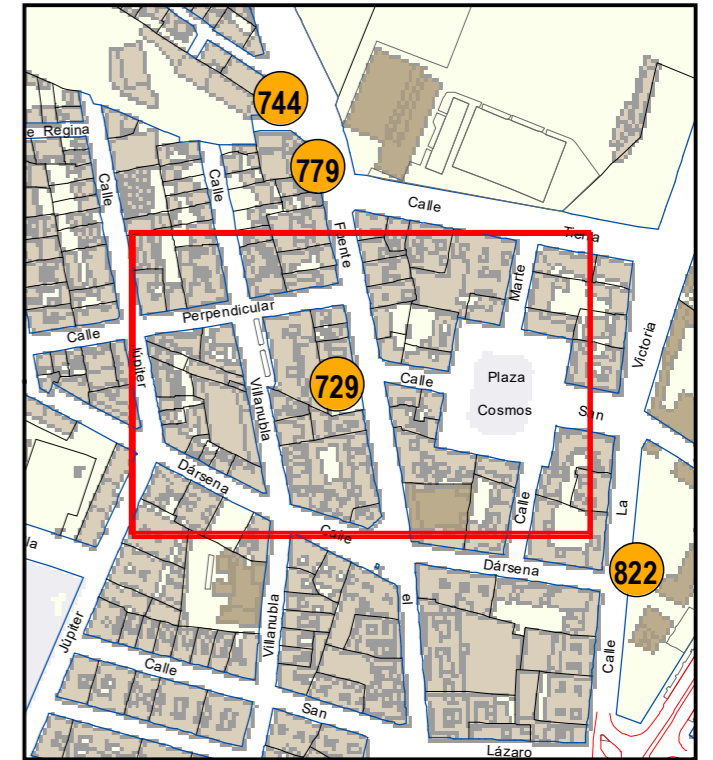 744
e Regina
779
Calle
Calle
Calle
Tierra
Fuente
Marte
Perpendicular
Calle
Júpiter
Victoria
Villanubla
729
Calle
Plaza
Cosmos
San
Dársena
Calle
La
Calle
la
Dársena
822
Villanubla
el
Júpiter
Calle
Calle
San
Lázaro